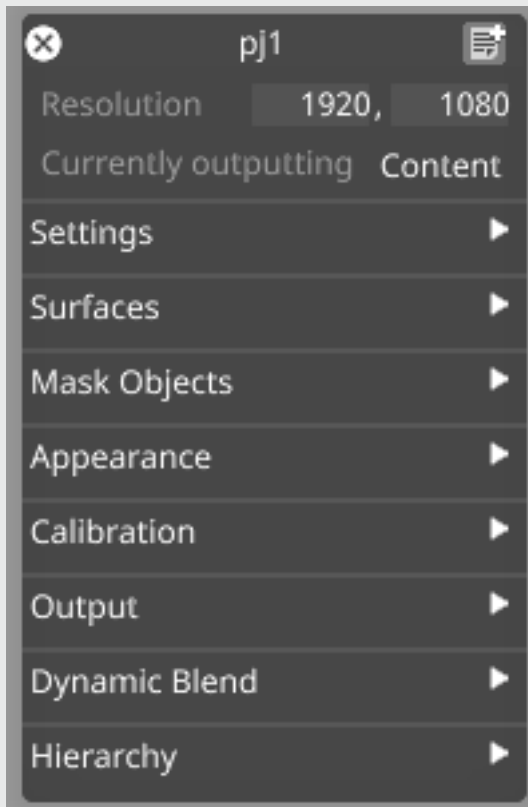 pj1
Resolution 1920, 1080
Currently outputting Content
Settings
Surfaces
Mask Objects
Appearance
Calibration
Output
Dynamic Blend
Hierarchy